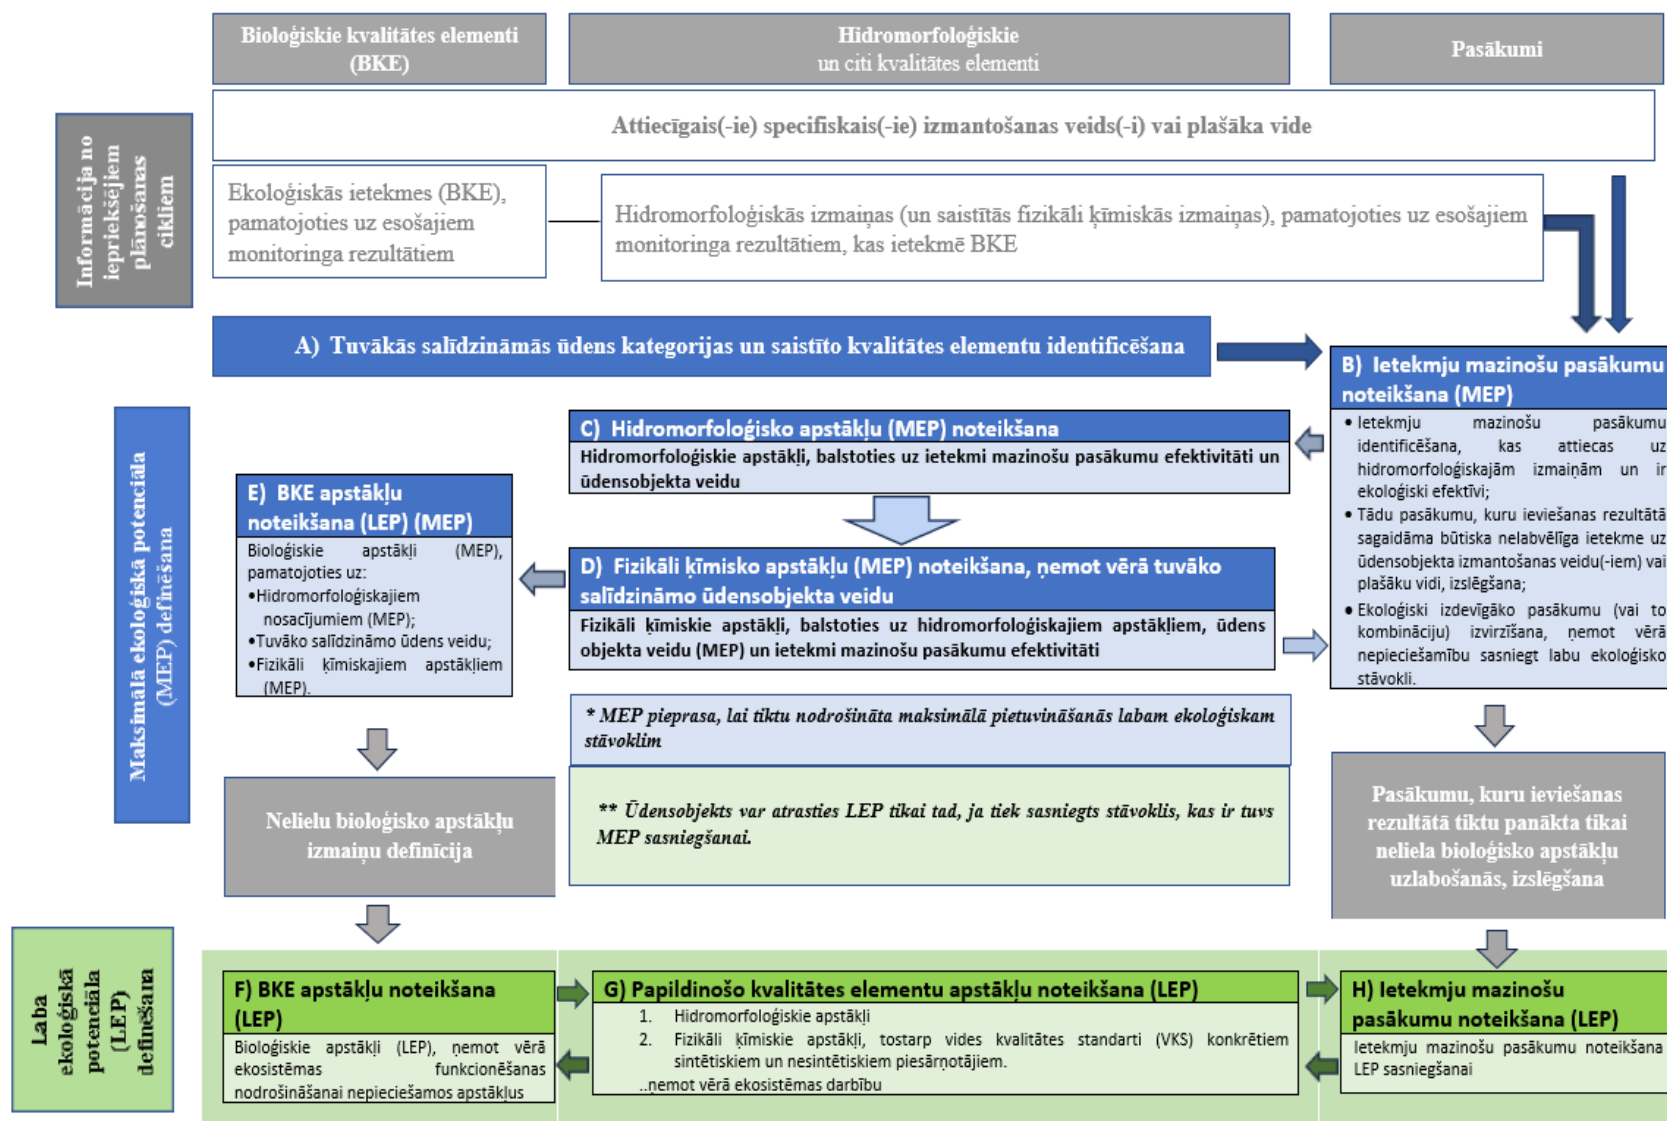 Bioloģiskie kvalitātes elementi
(BKE)
Hidromorfoloģiskie
un citi kvalitātes elementi
Pasākumi
Informācija no
iepriekšējiem
plānošanas
cikliem
Attiecīgais(-ie) specifiskais(-ie) izmantošanas veids(-i) vai plašāka vide
Ekoloģiskās ietekmes (BKE),
pamatojoties uz esošajiem
monitoringa rezultātiem
Hidromorfoloģiskās izmaiņas (un saistītās fizikāli ķīmiskās izmaiņas), pamatojoties uz esošajiem
monitoringa rezultātiem, kas ietekmē BKE
A) Tuvākās salīdzināmās ūdens kategorijas un saistīto kvalitātes elementu identificēšana
B) Ietekmju mazinošu pasākumu
noteikšana (MEP)
• Ietekmju mazinošu pasākumu
identificēšana, kas attiecas uz
hidromorfoloģiskajām izmaiņām un ir
ekoloģiski efektīvi;
• Tādu pasākumu, kuru ieviešanas rezultātā
sagaidāma būtiska nelabvēlīga ietekme uz
ūdensobjekta izmantošanas veidu(-iem) vai
plašāku vidi, izslēgšana;
• Ekoloģiski izdevīgāko pasākumu (vai to
kombināciju) izvirzīšana, ņemot vērā
nepieciešamību sasniegt labu ekoloģisko
stāvokli.
Maksimālā ekoloģiskā potenciāla
(MEP) definēšana
C) Hidromorfoloģisko apstākļu (MEP) noteikšana
Hidromorfoloģiskie apstākļi, balstoties uz ietekmi mazinošu pasākumu efektivitāti un
ūdensobjekta veidu
E) BKE apstākļu
noteikšana (LEP) (MEP)
Bioloģiskie apstākļi (MEP),
pamatojoties uz:
•Hidromorfoloģiskajiem
nosacījumiem (MEP);
•Tuvāko salīdzināmo ūdens veidu;
•Fizikāli ķīmiskajiem apstākļiem
(MEP).
D) Fizikāli ķīmisko apstākļu (MEP) noteikšana, ņemot vērā tuvāko
salīdzināmo ūdensobjekta veidu
Fizikāli ķīmiskie apstākļi, balstoties uz hidromorfoloģiskajiem apstākļiem, ūdens
objekta veidu (MEP) un ietekmi mazinošu pasākumu efektivitāti
* MEP pieprasa, lai tiktu nodrošināta maksimālā pietuvināšanās labam ekoloģiskam
stāvoklim
** Ūdensobjekts var atrasties LEP tikai tad, ja tiek sasniegts stāvoklis, kas ir tuvs
MEP sasniegšanai.
Nelielu bioloģisko apstākļu
izmaiņu definīcija
Pasākumu, kuru ieviešanas
rezultātā tiktu panākta tikai
neliela bioloģisko apstākļu
uzlabošanās, izslēgšana
Laba
ekoloģiskā
potenciāla
(LEP)
definēšana
F) BKE apstākļu noteikšana
(LEP)
Bioloģiskie apstākļi (LEP), ņemot vērā
ekosistēmas funkcionēšanas
nodrošināšanai nepieciešamos apstākļus
G) Papildinošo kvalitātes elementu apstākļu noteikšana (LEP)
1. Hidromorfoloģiskie apstākļi
2. Fizikāli ķīmiskie apstākļi, tostarp vides kvalitātes standarti (VKS) konkrētiem
sintētiskiem un nesintētiskiem piesārņotājiem.
..ņemot vērā ekosistēmas darbību
H) Ietekmju mazinošu
pasākumu noteikšana (LEP)
Ietekmju mazinošu pasākumu noteikšana
LEP sasniegšanai